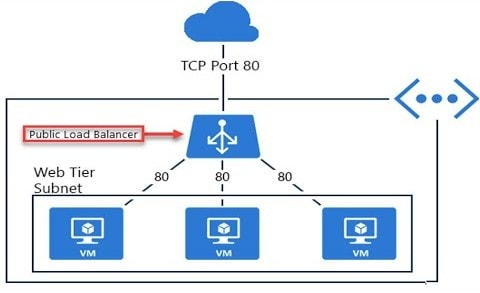 TCP Port 80
Public Load Balancer
Web Tier
Subnet
80
80
80
VM
VM
VM